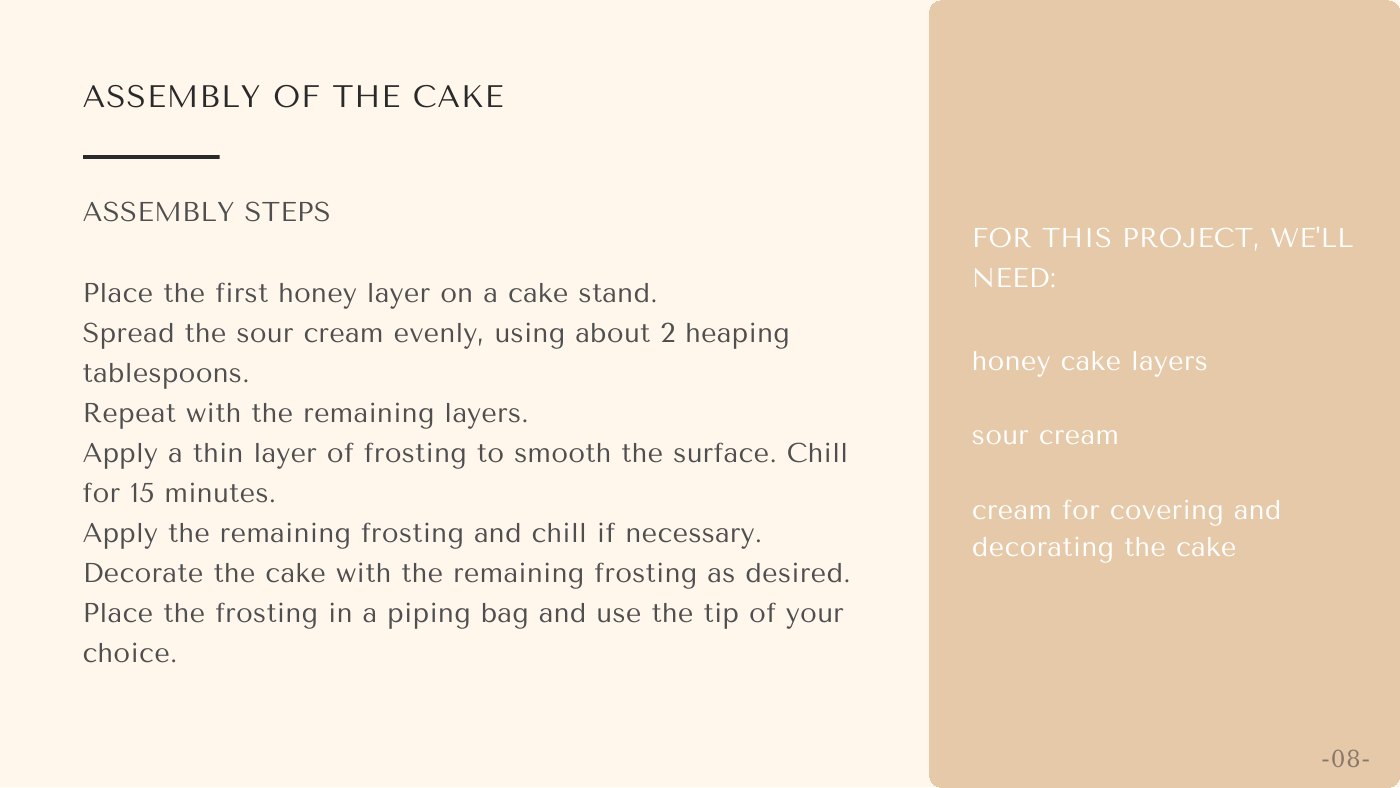 ASSEMBLY OF THE CAKE
ASSEMBLY STEPS
Place the first honey layer on a cake stand.
Spread the sour cream evenly, using about 2 heaping
tablespoons.
Repeat with the remaining layers.
Apply a thin layer of frosting to smooth the surface. Chill
for 15 minutes.
Apply the remaining frosting and chill if necessary.
Decorate the cake with the remaining frosting as desired.
Place the frosting in a piping bag and use the tip of your
choice.
FOR THIS PROJECT, WE'LL
NEED:
honey cake layers
sour cream
cream for covering and
decorating the cake
-08-